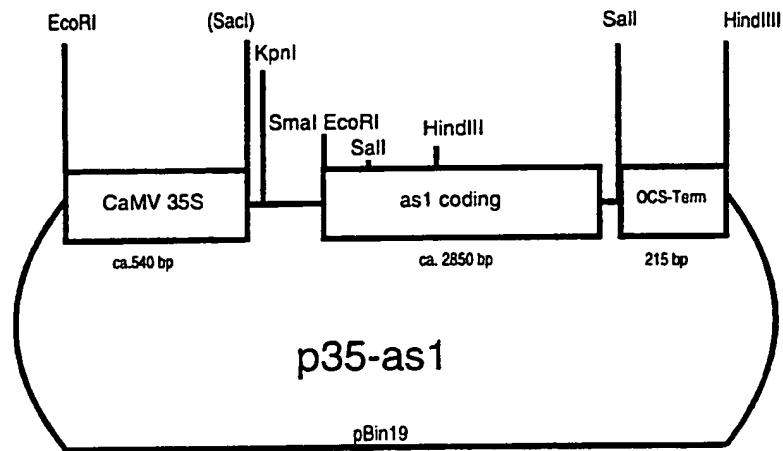 EcoRI (SacI) SalI HindIIII
KpnI
SmaI EcoRI HindIII
SalI
CaMV 35S as1 coding OCS-Term
ca.540 bp ca. 2850 bp 215 bp
p35-as1
pBin19